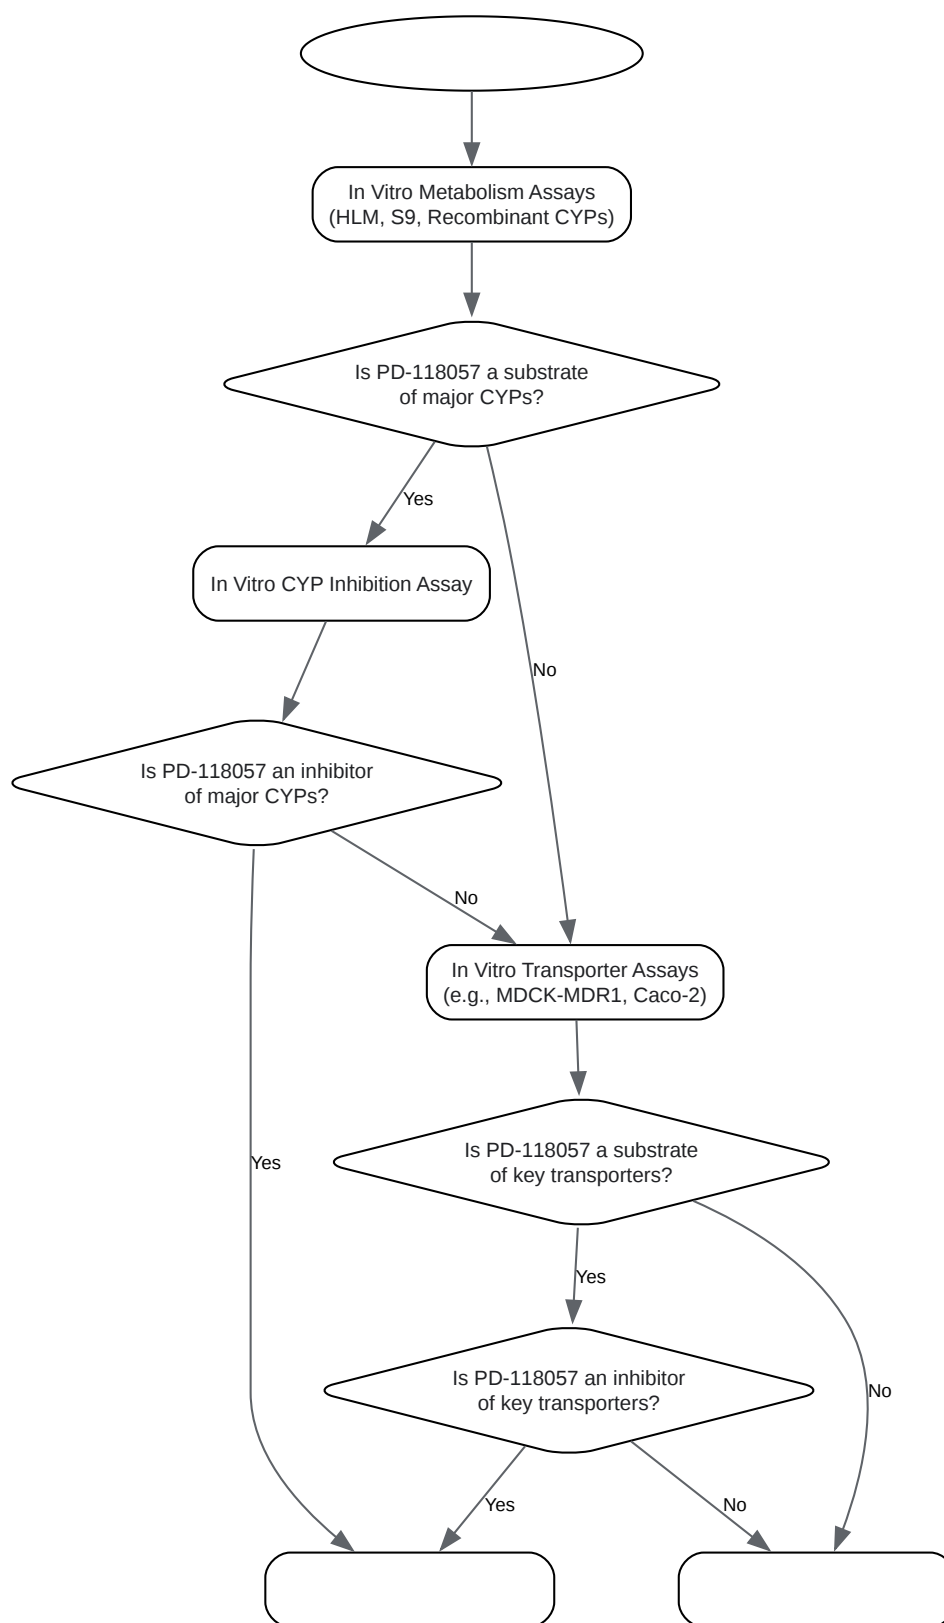 In Vitro Metabolism Assays
(HLM, S9, Recombinant CYPs)
Is PD-118057 a substrate
of major CYPs?
Yes
In Vitro CYP Inhibition Assay
No
Is PD-118057 an inhibitor
of major CYPs?
No
In Vitro Transporter Assays
(e.g., MDCK-MDR1, Caco-2)
Yes
Is PD-118057 a substrate
of key transporters?
Yes
Is PD-118057 an inhibitor
of key transporters?
No
Yes
No